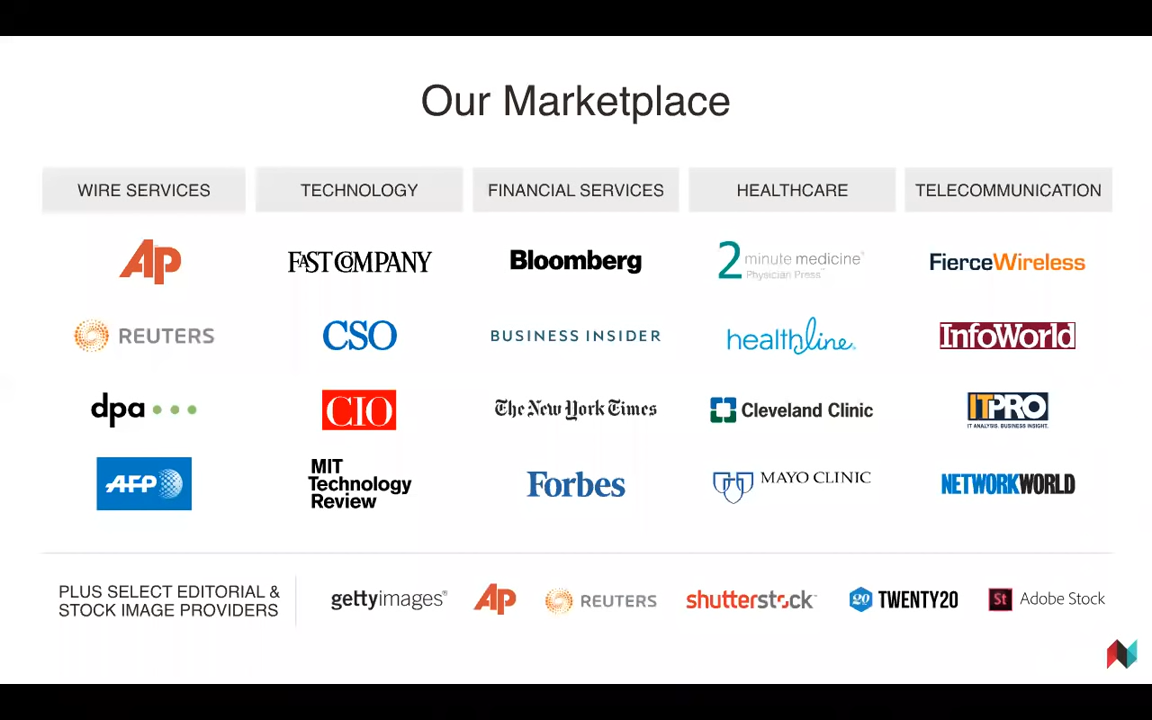 Our Marketplace
WIRE SERVICES
TECHNOLOGY
FINANCIAL SERVICES
HEALTHCARE
TELECOMMUNICATION
AP
FAST COMPANY
Bloomberg
2 minute medicine®
Physician Press™
FierceWireless
REUTERS
CSO
BUSINESS INSIDER
healthline®
InfoWorld
dpa
CIO
The New York Times
Cleveland Clinic
ITPRO
IT ANALYSIS. BUSINESS INSIGHT.
AFP
MIT
Technology
Review
Forbes
MAYO CLINIC
NETWORKWORLD
PLUS SELECT EDITORIAL &
STOCK IMAGE PROVIDERS
gettyimages®
AP
REUTERS
shutterstock
20 TWENTY20
St Adobe Stock